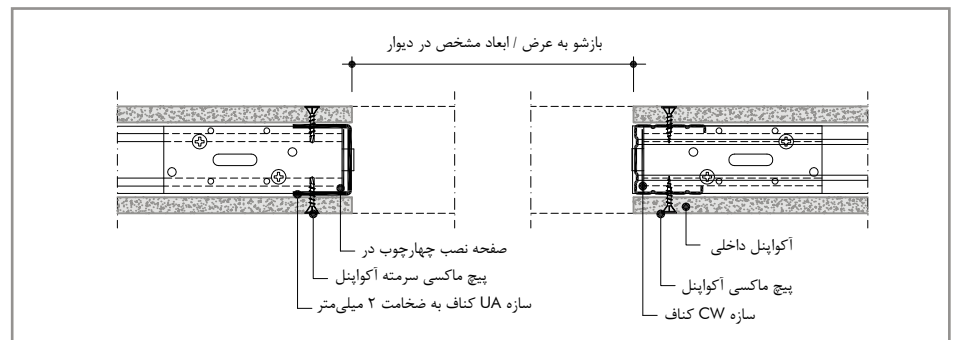 بازشو به عرض / ابعاد مشخص در دیوار
آکواپنل داخلی
پیچ ماکسی آکواپنل
سازه CW کناف
صفحه نصب چهارچوب در
پیچ ماکسی سرمته آکواپنل
سازه UA کناف به ضخامت ۲ میلی‌متر